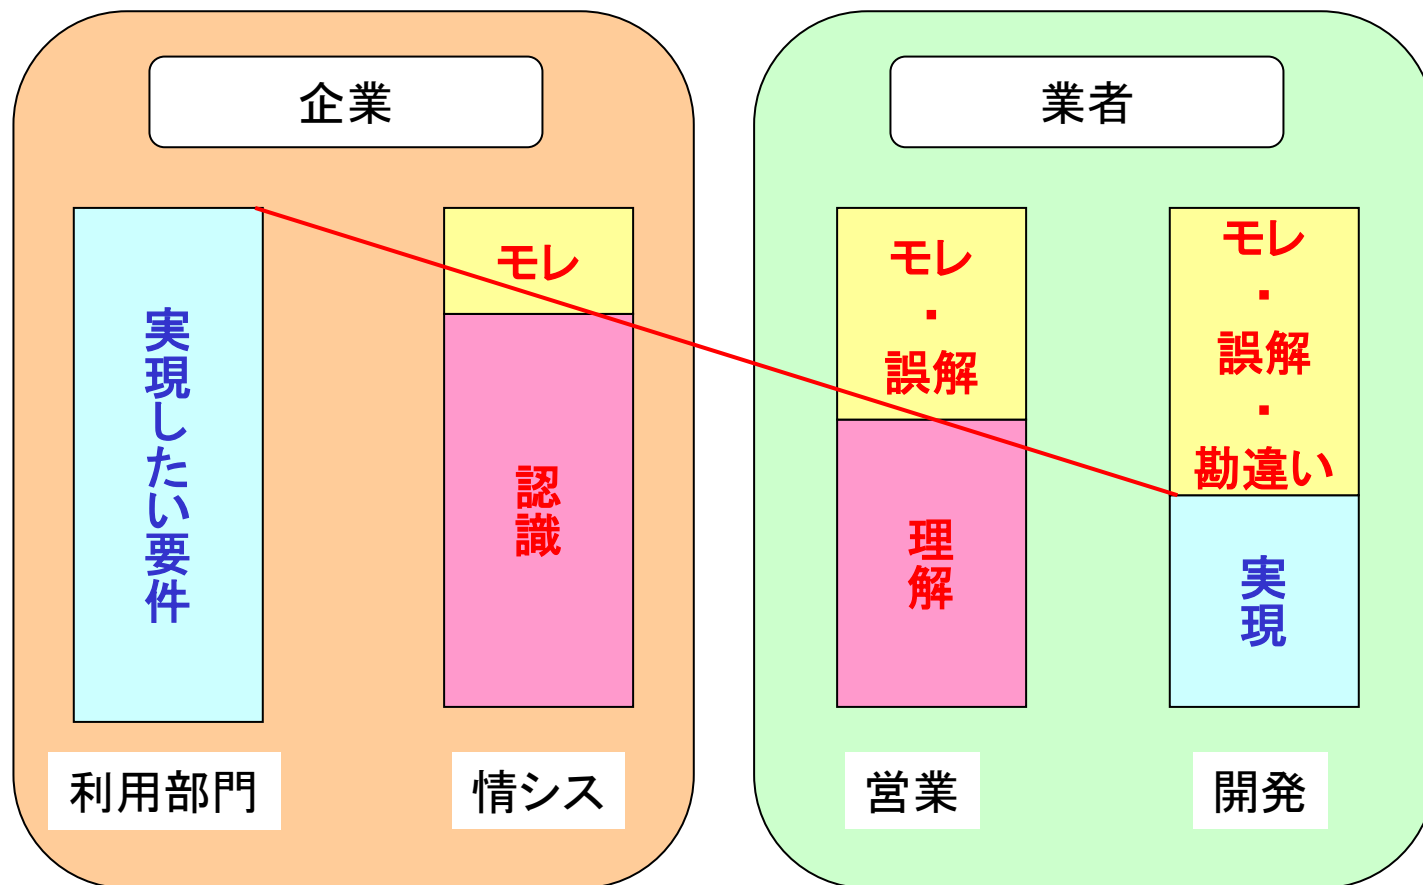 企業
業者
実現したい要件
モレ
認識
モレ
・
誤解
理解
モレ
・
誤解
・
勘違い
実現
利用部門
情シス
営業
開発